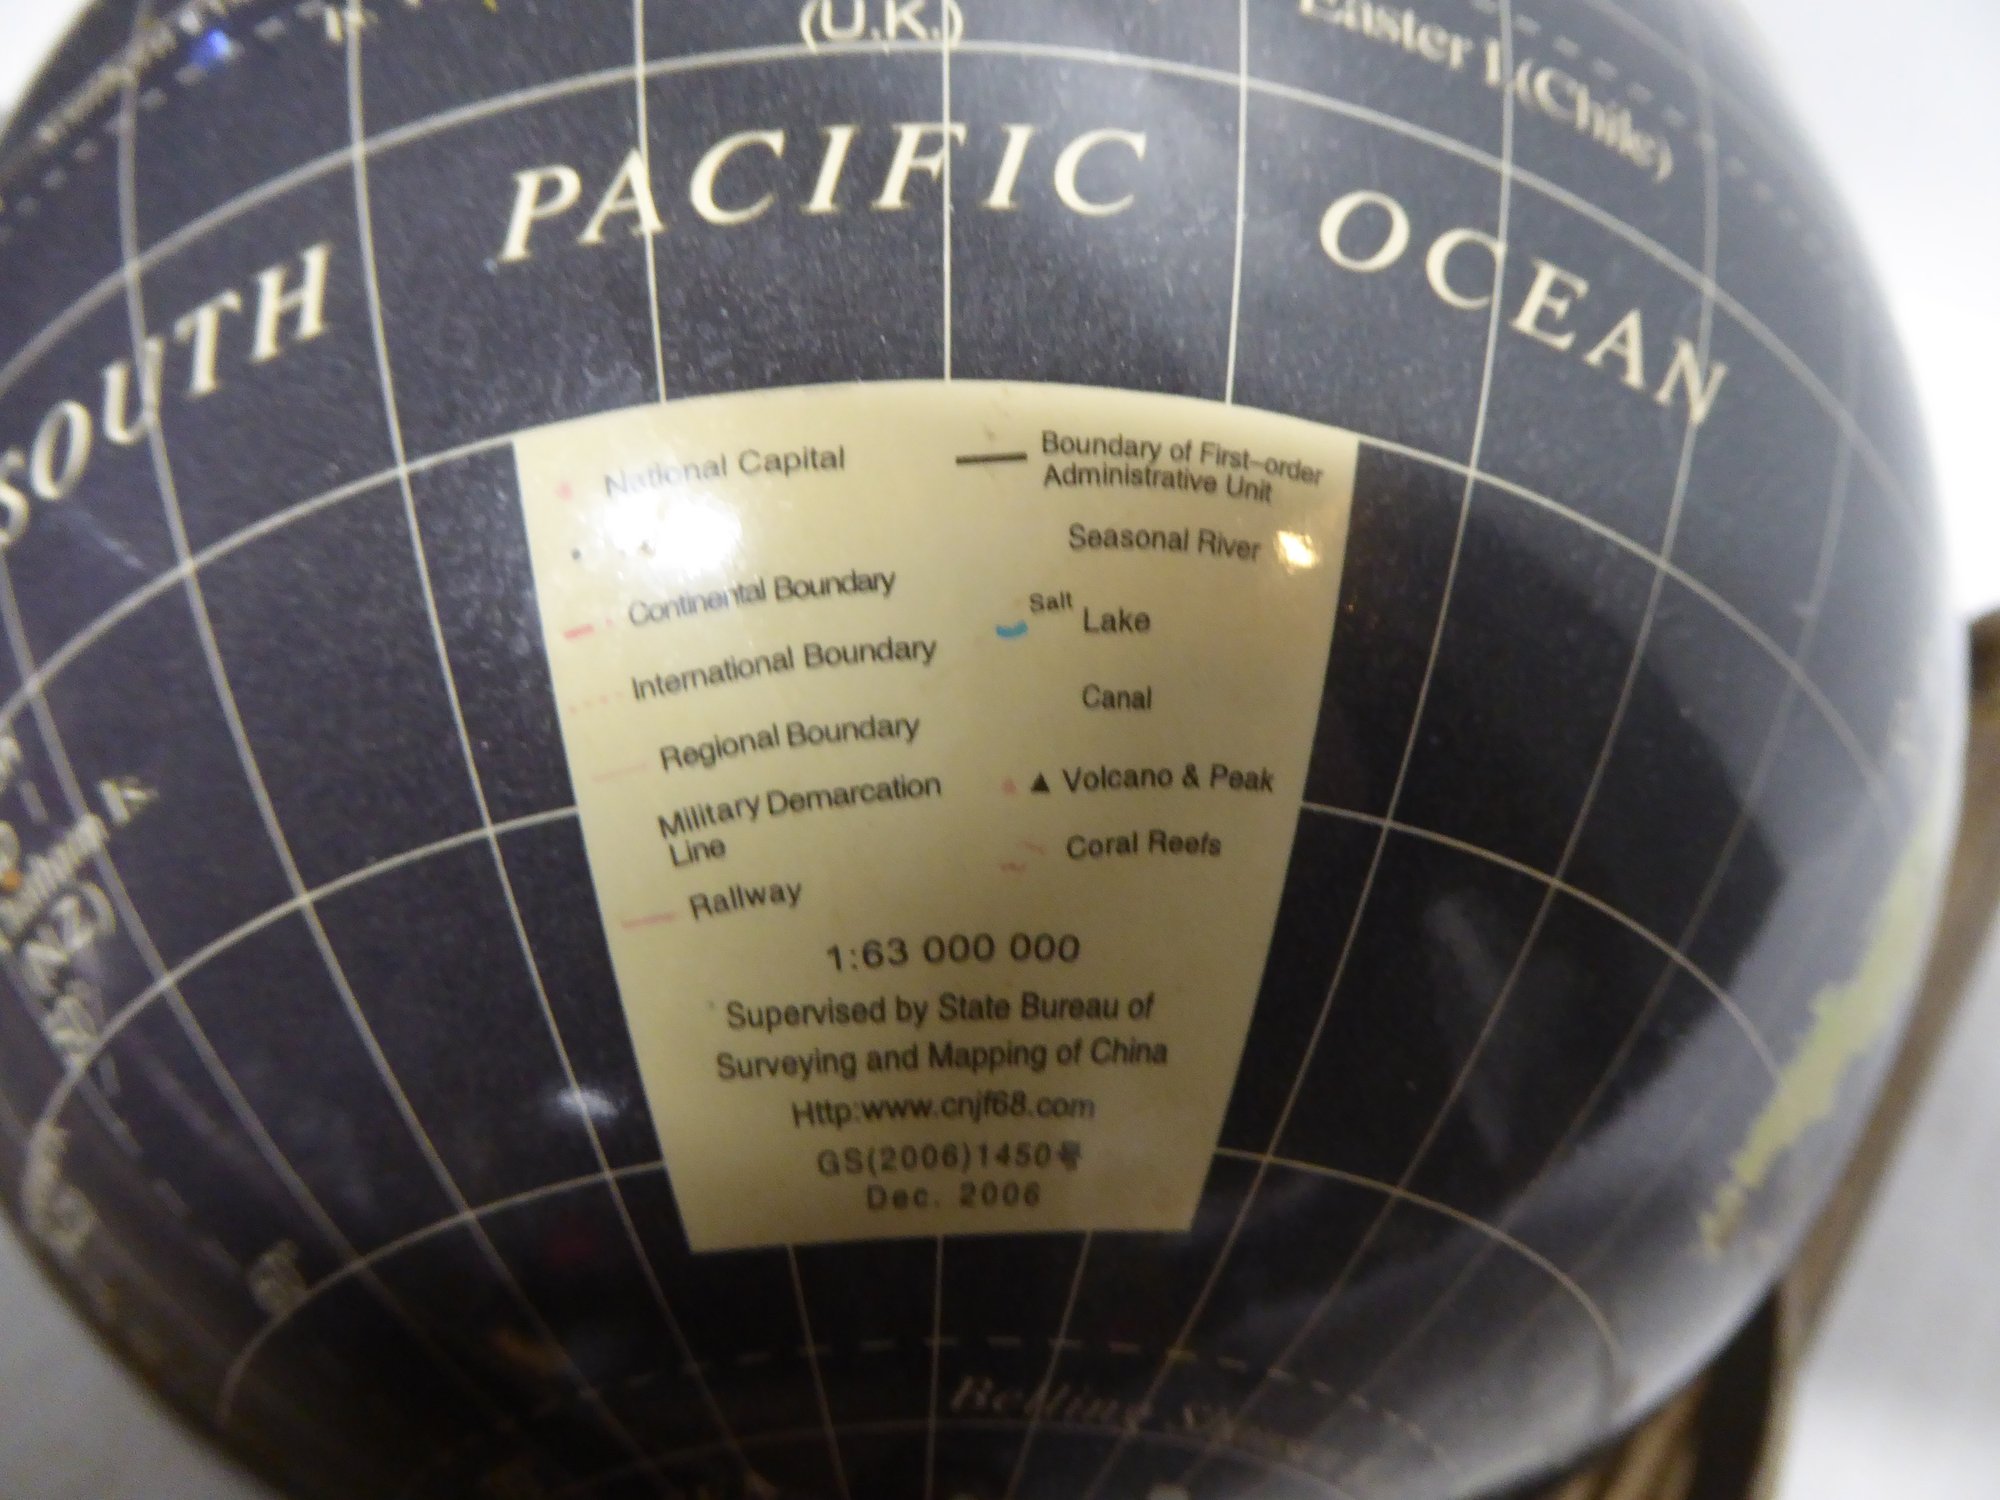 (U.K.)
Easter I.(Chile)
SOUTH PACIFIC OCEAN
National Capital
Continental Boundary
International Boundary
Regional Boundary
Military Demarcation
Line
Railway
Boundary of First-order
Administrative Unit
Seasonal River
Salt
Lake
Canal
Volcano & Peak
Coral Reefs
1:63 000 000
Supervised by State Bureau of
Surveying and Mapping of China
Http:www.cnjf68.com
GS(2006)1450号
Dec. 2006
(NZ)